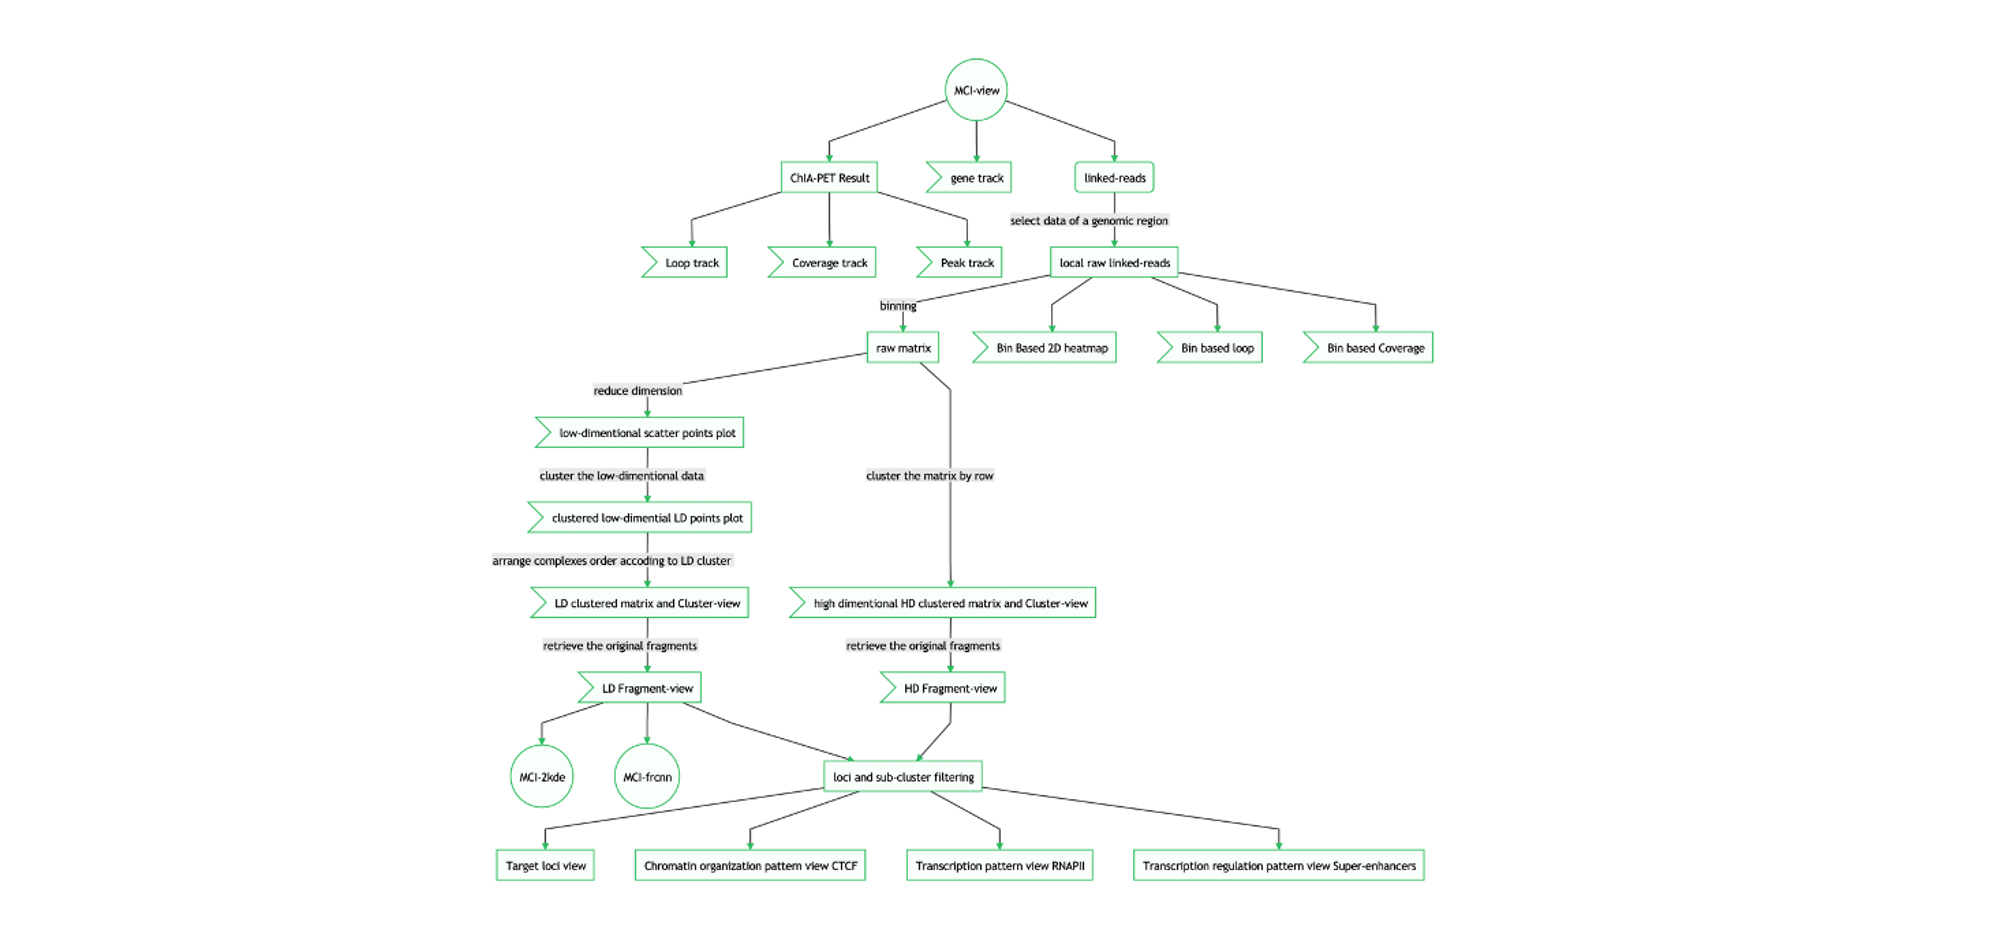 MCI-view
ChIA-PET Result
gene track
linked-reads
select data of a genomic region
Loop track
Coverage track
Peak track
local raw linked-reads
binning
raw matrix
Bin Based 2D heatmap
Bin based loop
Bin based Coverage
reduce dimension
low-dimentional scatter points plot
cluster the low-dimentional data
cluster the matrix by row
clustered low-dimential LD points plot
arrange complexes order accoding to LD cluster
LD clustered matrix and Cluster-view
high dimentional HD clustered matrix and Cluster-view
retrieve the original fragments
retrieve the original fragments
LD Fragment-view
HD Fragment-view
MCI-2kde
MCI-frcnn
loci and sub-cluster filtering
Target loci view
Chromatin organization pattern view CTCF
Transcription pattern view RNAPII
Transcription regulation pattern view Super-enhancers